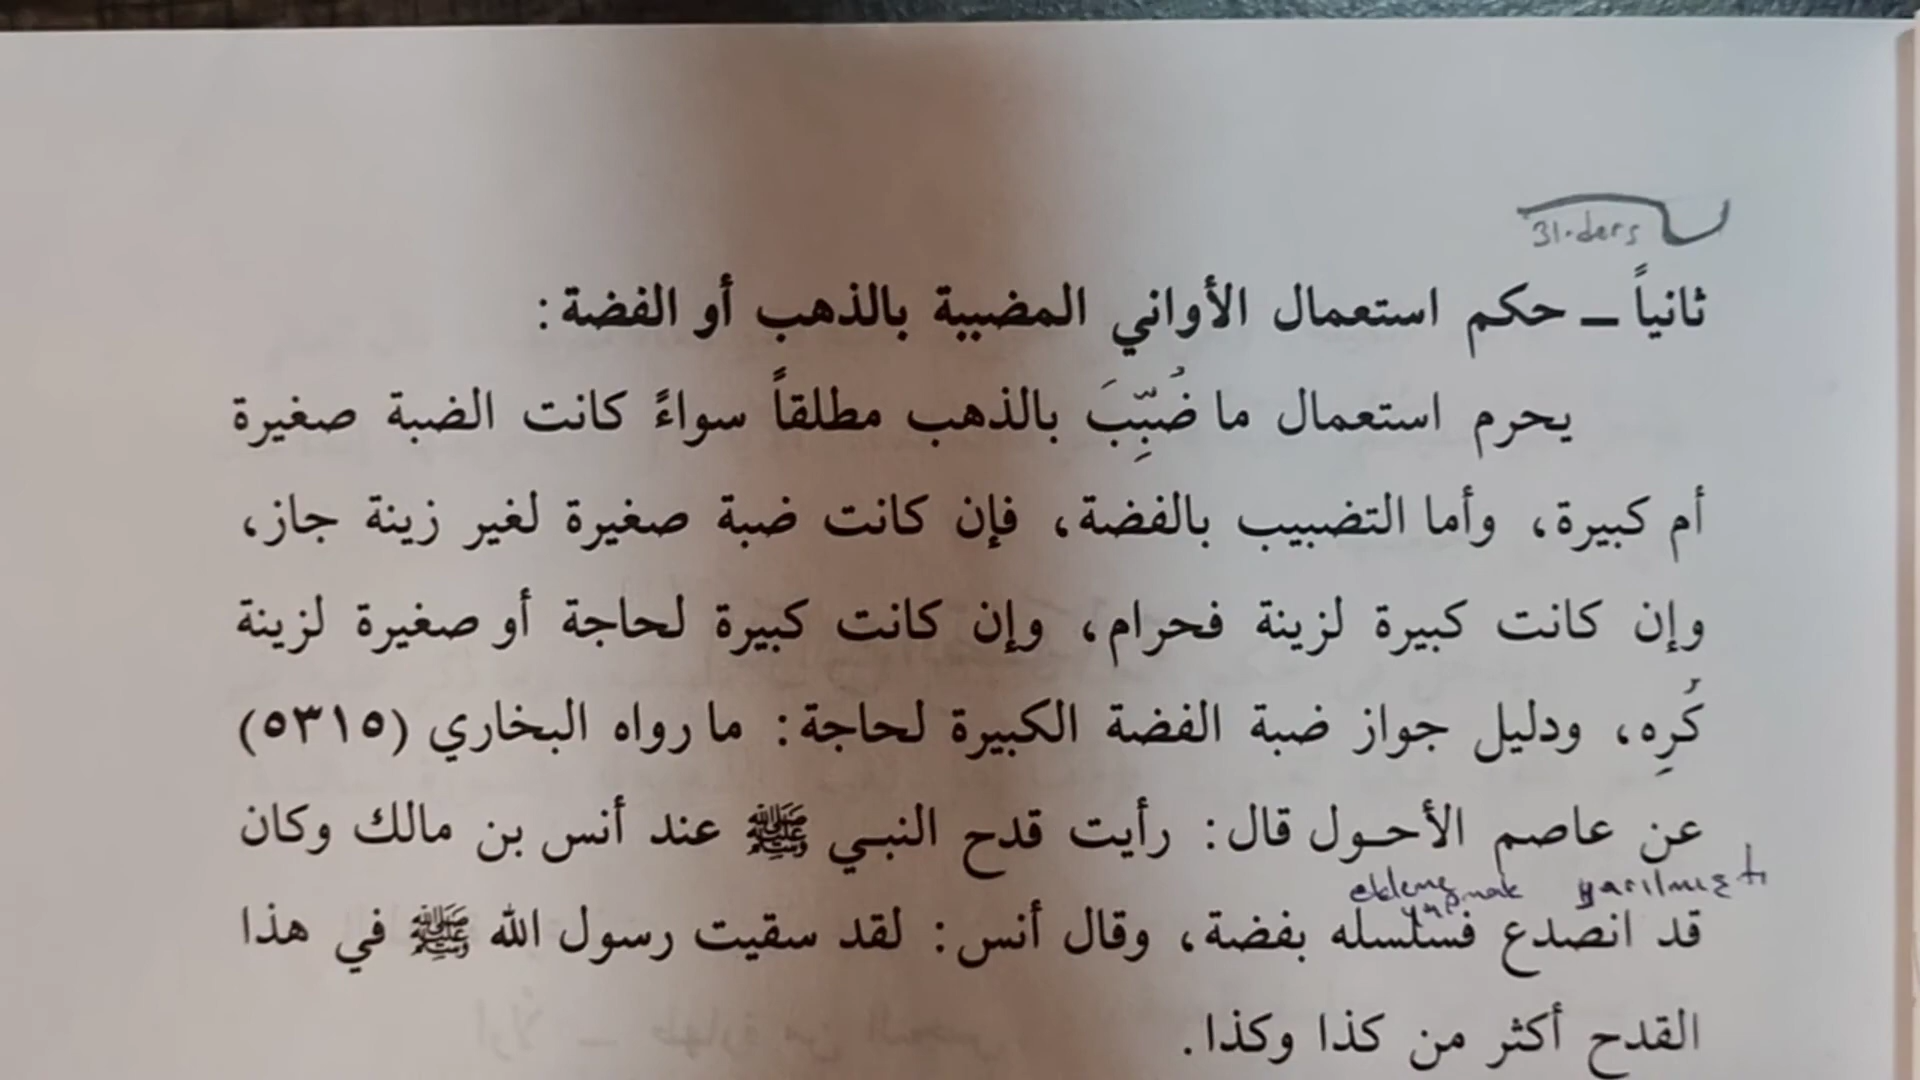 31.ders
ثانياً ــ حكم استعمال الأواني المضببة بالذهب أو الفضة :
يحرم استعمال ما ضُبِّبَ بالذهب مطلقاً سواءً كانت الضبة صغيرة
أم كبيرة، وأما التضبيب بالفضة، فإن كانت ضبة صغيرة لغير زينة جاز،
وإن كانت كبيرة لزينة فحرام، وإن كانت كبيرة لحاجة أو صغيرة لزينة
كُرِه، ودليل جواز ضبة الفضة الكبيرة لحاجة: ما رواه البخاري (٥٣١٥)
عن عاصم الأحـول قال: رأيت قدح النبـي ﷺ عند أنس بن مالك وكان
yarılmıştı
قد انصدع فسلسله بفضة، وقال أنس: لقد سقيت رسول الله ﷺ في هذا
القدح أكثر من كذا وكذا.